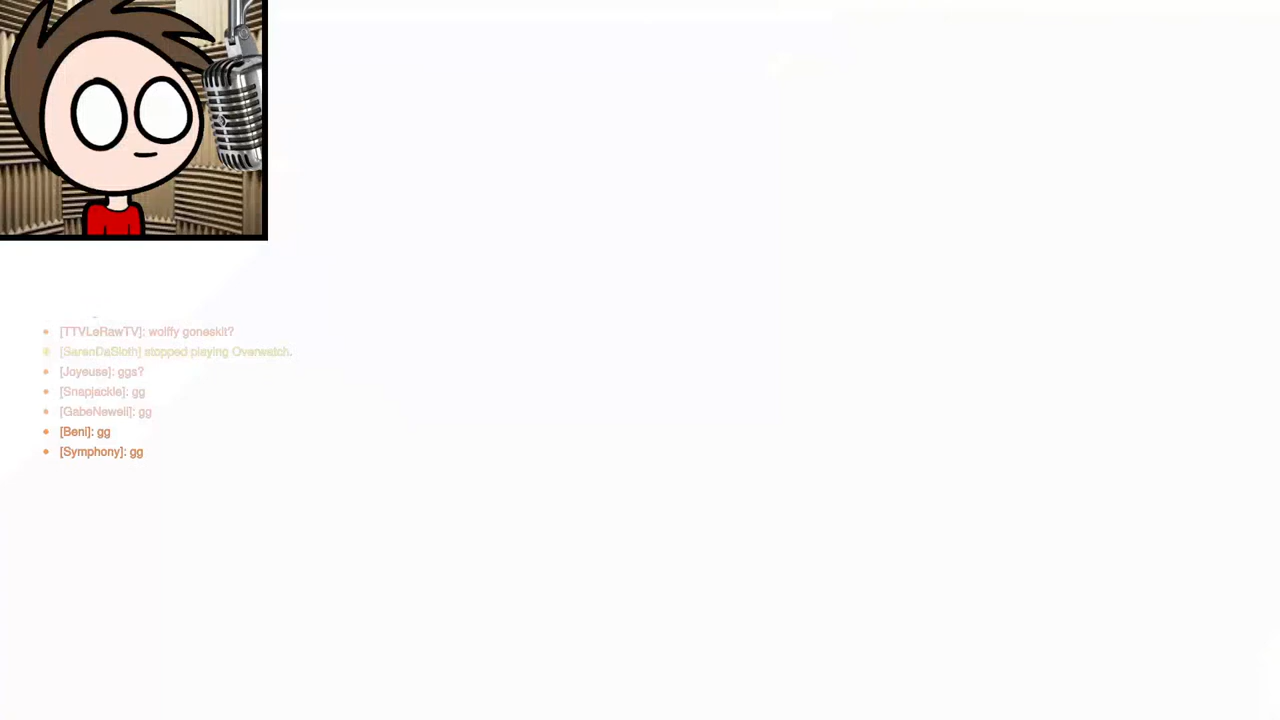 [TTVLeRawTV]: wolffy goneskit?
[SarenDaSloth] stopped playing Overwatch.
[Joyeuse]: ggs?
[Snapjackle]: gg
[GabeNewell]: gg
[Beni]: gg
[Symphony]: gg